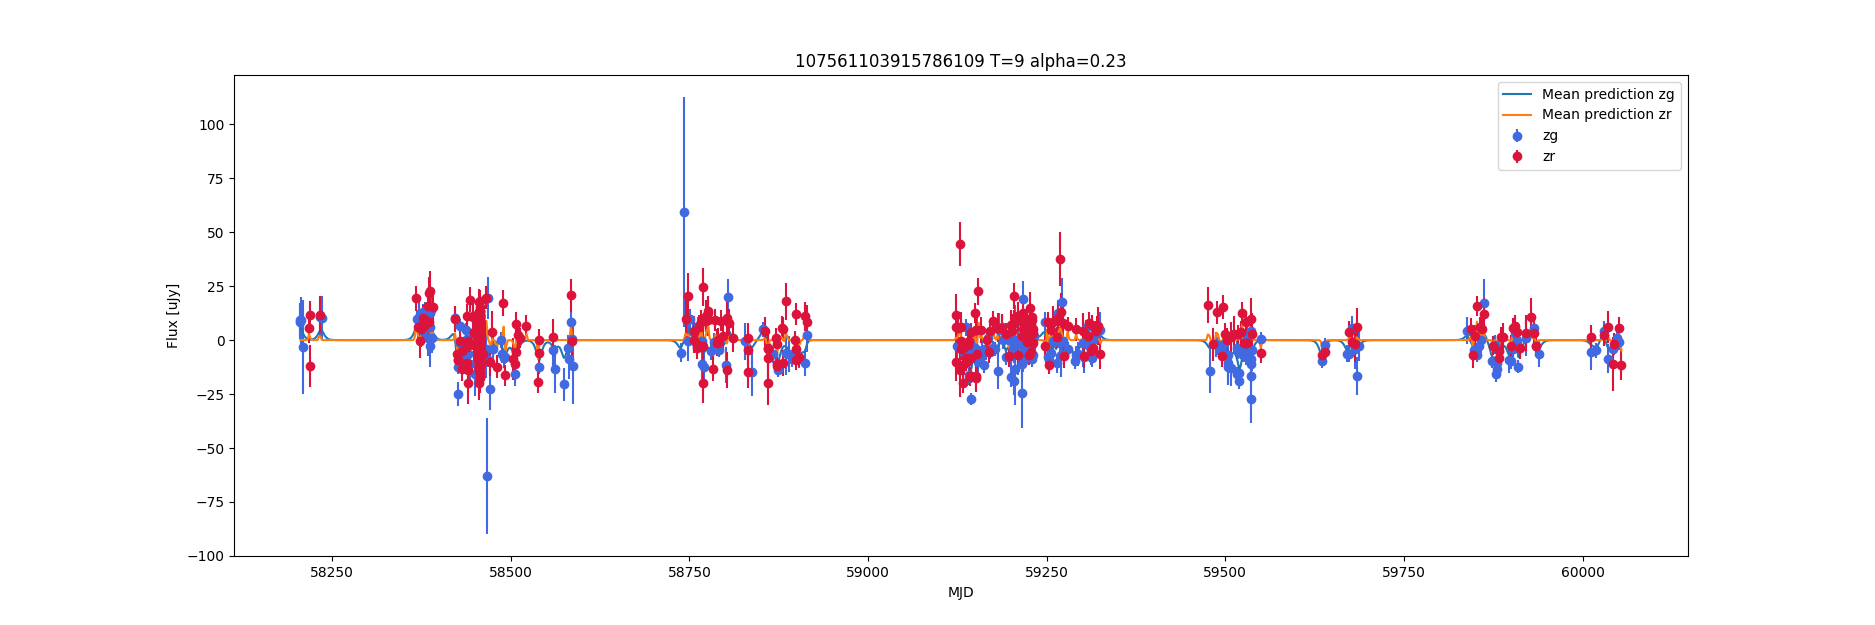 107561103915786109 T=9 alpha=0.23
Mean prediction zg
Mean prediction zr
zg
zr
Flux [uJy]
100
75
50
25
0
−25
−50
−75
−100
58250 58500 58750 59000 59250 59500 59750 60000
MJD